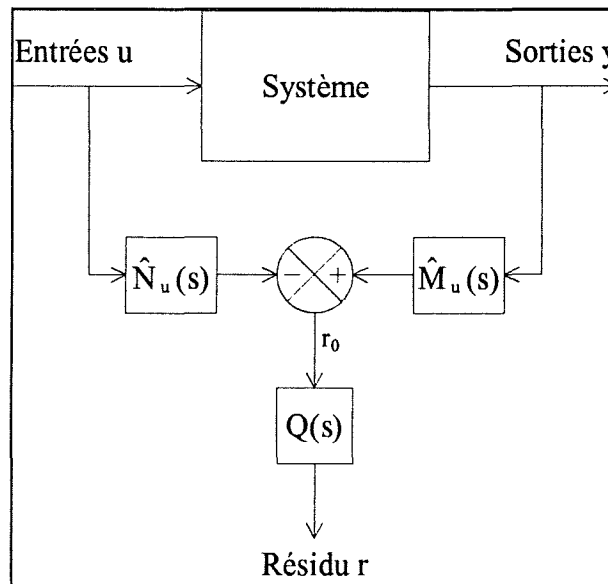 Entrées u
Sorties y
Système
N̂ᵤ(s)
−
+
M̂ᵤ(s)
r₀
Q(s)
Résidu r